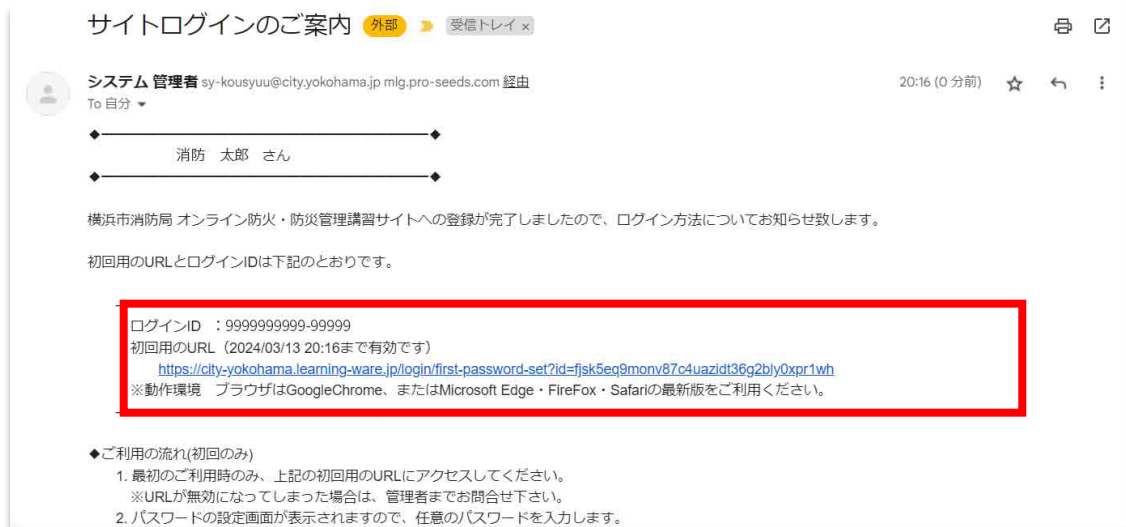 サイトログインのご案内 外部 受信トレイ ×
システム 管理者 sy-kousyuu@city.yokohama.jp mlg.pro-seeds.com 経由 20:16 (0 分前)
To 自分
◆━━━━━━━━━━━━━━━━━━━━━━━◆
消防 太郎 さん
◆━━━━━━━━━━━━━━━━━━━━━━━◆
横浜市消防局 オンライン防火・防災管理講習サイトへの登録が完了しましたので、ログイン方法についてお知らせ致します。
初回用のURLとログインIDは下記のとおりです。
ログインID ：9999999999-99999
初回用のURL（2024/03/13 20:16まで有効です）
https://city-yokohama.learning-ware.jp/login/first-password-set?id=fjsk5eq9monv87c4uazidt36g2bly0xpr1wh
※動作環境 ブラウザはGoogleChrome、またはMicrosoft Edge・FireFox・Safariの最新版をご利用ください。
◆ご利用の流れ(初回のみ)
1. 最初のご利用時のみ、上記の初回用のURLにアクセスしてください。
※URLが無効になってしまった場合は、管理者までお問合せ下さい。
2. パスワードの設定画面が表示されますので、任意のパスワードを入力します。